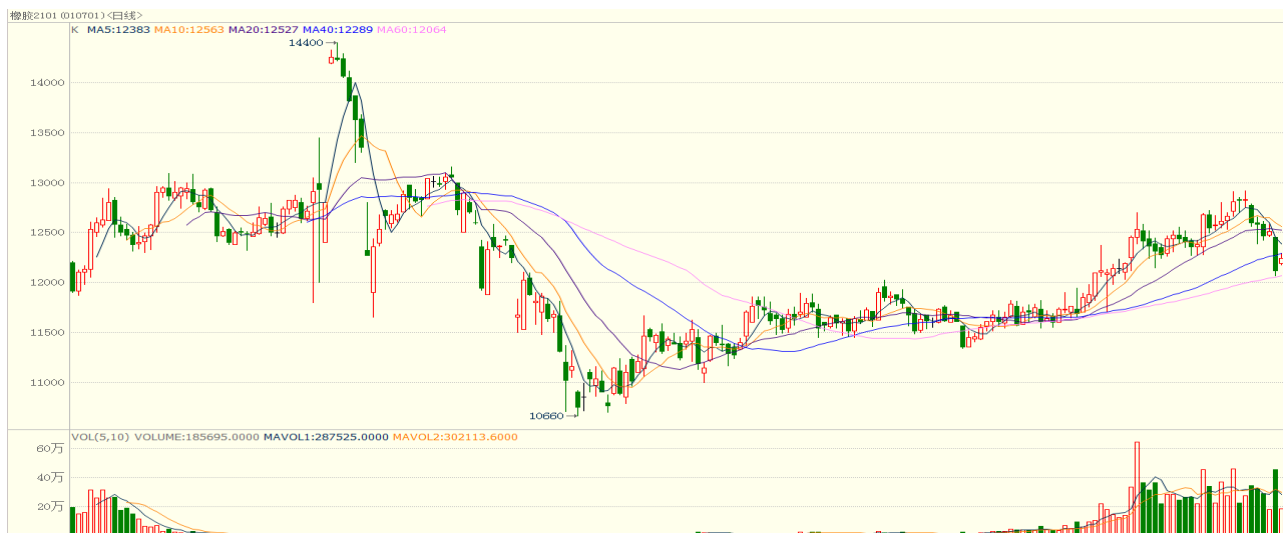 橡胶2101 (010701)<日线>
K MA5:12383 MA10:12563 MA20:12527 MA40:12289 MA60:12064
14400→
14000
13500
13000
12500
12000
11500
11000
10660→
VOL(5,10) VOLUME:185695.0000 MAVOL1:287525.0000 MAVOL2:302113.6000
60万
40万
20万